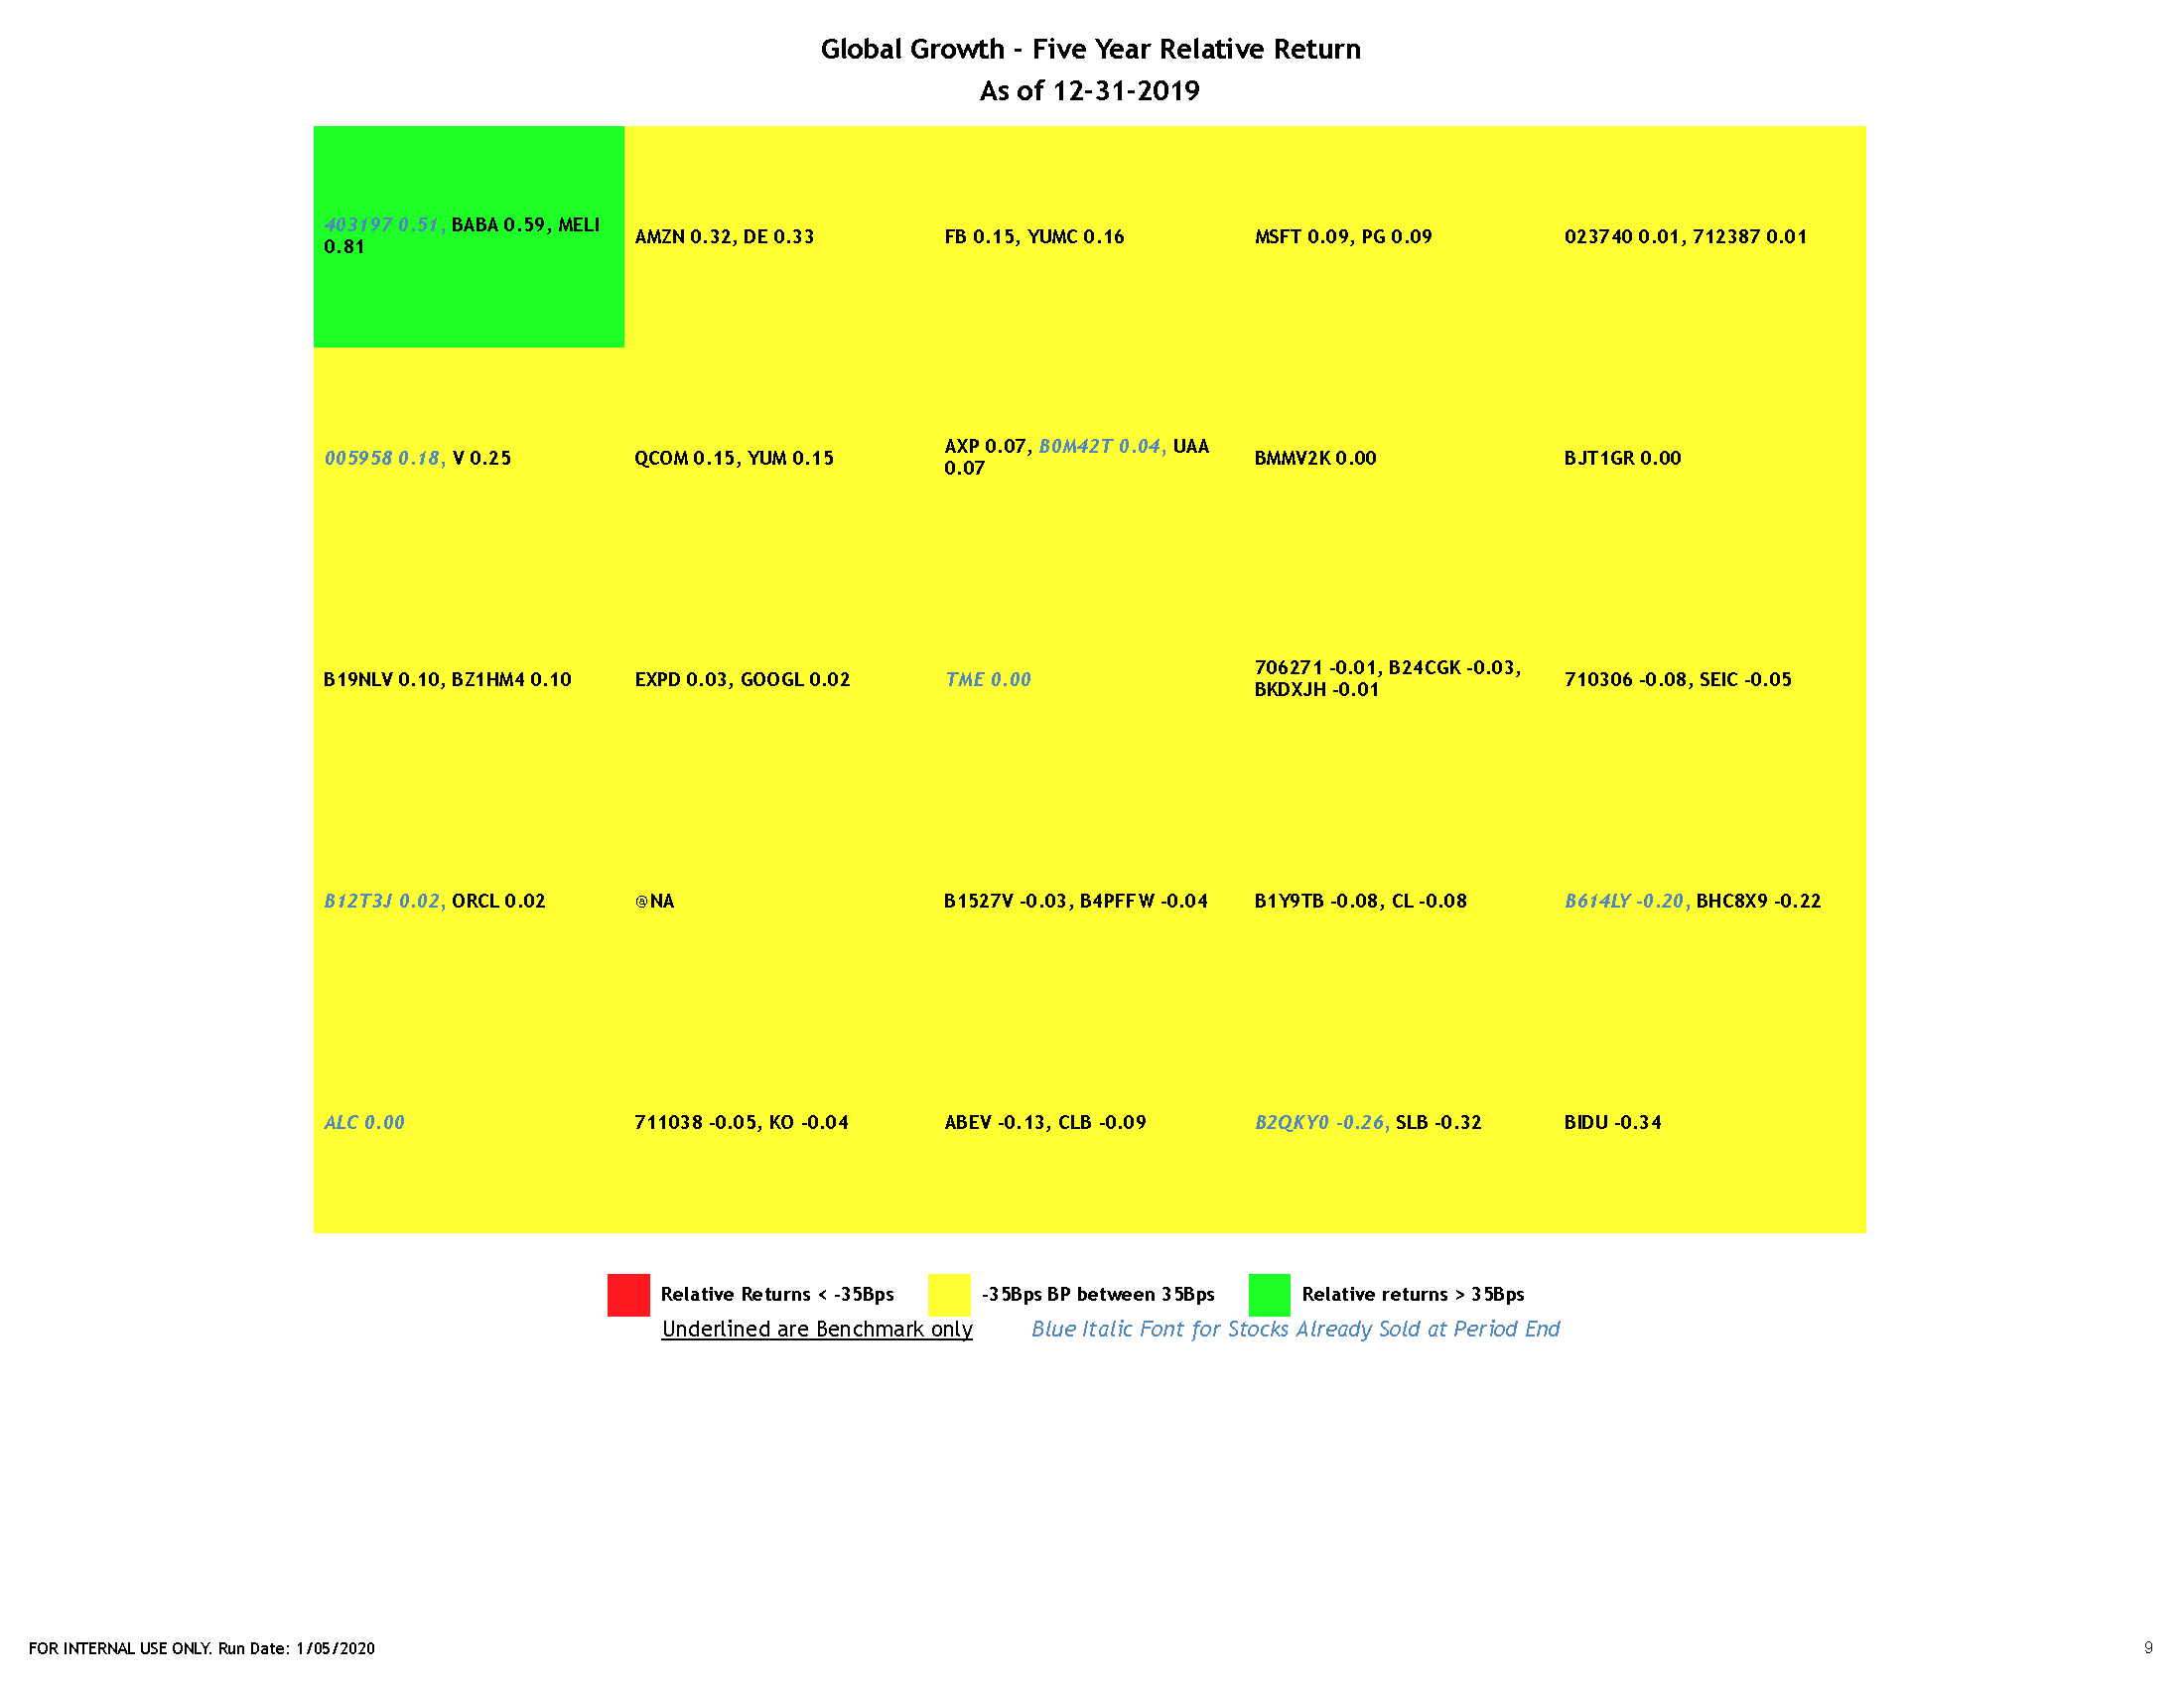 Global Growth - Five Year Relative Return
As of 12-31-2019
403197 0.51, BABA 0.59, MELI
0.81
AMZN 0.32, DE 0.33
FB 0.15, YUMC 0.16
MSFT 0.09, PG 0.09
023740 0.01, 712387 0.01
005958 0.18, V 0.25
QCOM 0.15, YUM 0.15
AXP 0.07, B0M42T 0.04, UAA
0.07
BMMV2K 0.00
BJT1GR 0.00
B19NLV 0.10, BZ1HM4 0.10
EXPD 0.03, GOOGL 0.02
TME 0.00
706271 -0.01, B24CGK -0.03,
BKDXJH -0.01
710306 -0.08, SEIC -0.05
B12T3J 0.02, ORCL 0.02
@NA
B1527V -0.03, B4PFFW -0.04
B1Y9TB -0.08, CL -0.08
B614LY -0.20, BHC8X9 -0.22
ALC 0.00
711038 -0.05, KO -0.04
ABEV -0.13, CLB -0.09
B2QKY0 -0.26, SLB -0.32
BIDU -0.34
Relative Returns < -35Bps
-35Bps BP between 35Bps
Relative returns > 35Bps
Underlined are Benchmark only
Blue Italic Font for Stocks Already Sold at Period End
FOR INTERNAL USE ONLY. Run Date: 1/05/2020
9